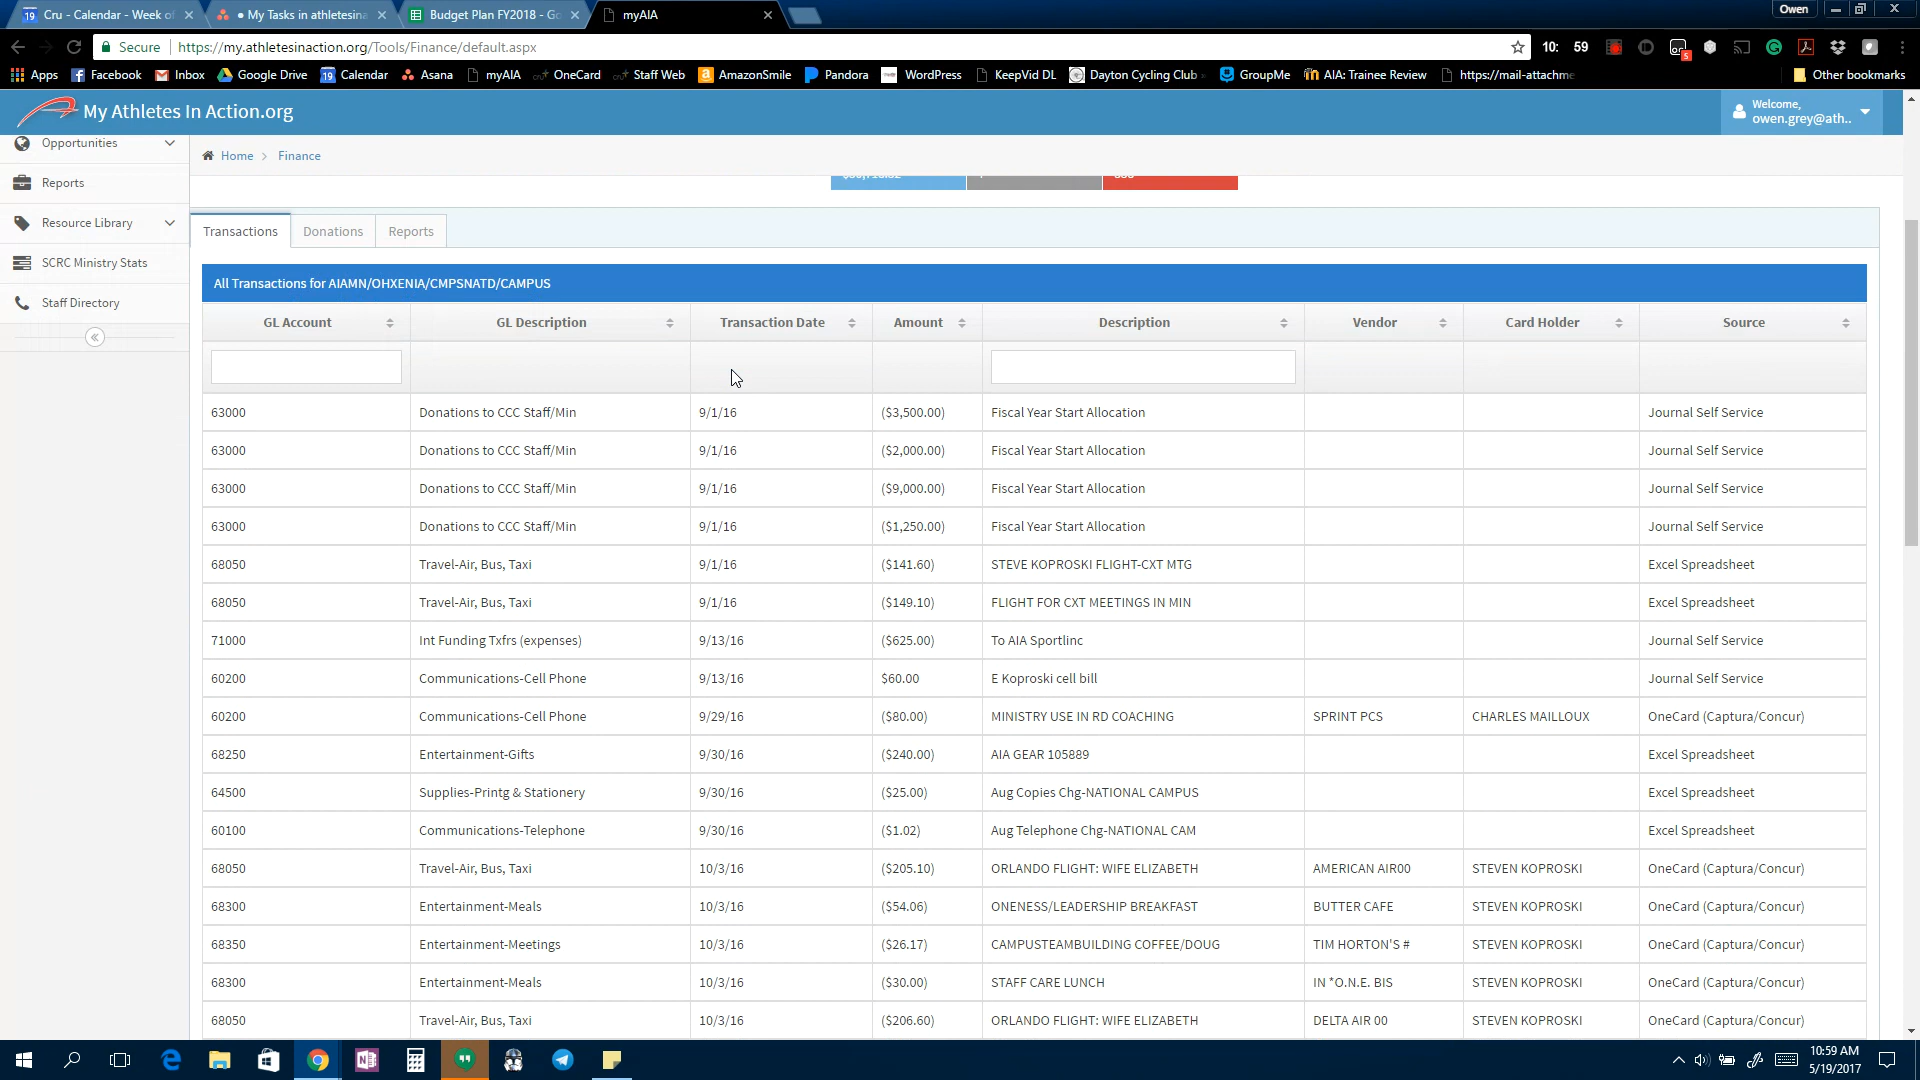 Cru - Calendar - Week of
• My Tasks in athletesina
Budget Plan FY2018 - Go
myAIA
Owen
Secure
https://my.athletesinaction.org/Tools/Finance/default.aspx
10: 59
Apps
Facebook
Inbox
Google Drive
Calendar
Asana
myAIA
OneCard
Staff Web
AmazonSmile
Pandora
WordPress
KeepVid DL
Dayton Cycling Club
GroupMe
AIA: Trainee Review
https://mail-attachme
Other bookmarks
My Athletes In Action.org
Welcome,
owen.grey@ath..
Opportunities
Reports
Resource Library
SCRC Ministry Stats
Staff Directory
Home > Finance
Transactions
Donations
Reports
All Transactions for AIAMN/OHXENIA/CMPSNATD/CAMPUS
GL Account GL Description Transaction Date Amount Description Vendor Card Holder Source
63000 Donations to CCC Staff/Min 9/1/16 ($3,500.00) Fiscal Year Start Allocation Journal Self Service
63000 Donations to CCC Staff/Min 9/1/16 ($2,000.00) Fiscal Year Start Allocation Journal Self Service
63000 Donations to CCC Staff/Min 9/1/16 ($9,000.00) Fiscal Year Start Allocation Journal Self Service
63000 Donations to CCC Staff/Min 9/1/16 ($1,250.00) Fiscal Year Start Allocation Journal Self Service
68050 Travel-Air, Bus, Taxi 9/1/16 ($141.60) STEVE KOPROSKI FLIGHT-CXT MTG Excel Spreadsheet
68050 Travel-Air, Bus, Taxi 9/1/16 ($149.10) FLIGHT FOR CXT MEETINGS IN MIN Excel Spreadsheet
71000 Int Funding Txfrs (expenses) 9/13/16 ($625.00) To AIA Sportlinc Journal Self Service
60200 Communications-Cell Phone 9/13/16 $60.00 E Koproski cell bill Journal Self Service
60200 Communications-Cell Phone 9/29/16 ($80.00) MINISTRY USE IN RD COACHING SPRINT PCS CHARLES MAILLOUX OneCard (Captura/Concur)
68250 Entertainment-Gifts 9/30/16 ($240.00) AIA GEAR 105889 Excel Spreadsheet
64500 Supplies-Printg & Stationery 9/30/16 ($25.00) Aug Copies Chg-NATIONAL CAMPUS Excel Spreadsheet
60100 Communications-Telephone 9/30/16 ($1.02) Aug Telephone Chg-NATIONAL CAM Excel Spreadsheet
68050 Travel-Air, Bus, Taxi 10/3/16 ($205.10) ORLANDO FLIGHT: WIFE ELIZABETH AMERICAN AIR00 STEVEN KOPROSKI OneCard (Captura/Concur)
68300 Entertainment-Meals 10/3/16 ($54.06) ONENESS/LEADERSHIP BREAKFAST BUTTER CAFE STEVEN KOPROSKI OneCard (Captura/Concur)
68350 Entertainment-Meetings 10/3/16 ($26.17) CAMPUSTEAMBUILDING COFFEE/DOUG TIM HORTON'S # STEVEN KOPROSKI OneCard (Captura/Concur)
68300 Entertainment-Meals 10/3/16 ($30.00) STAFF CARE LUNCH IN *O.N.E. BIS STEVEN KOPROSKI OneCard (Captura/Concur)
68050 Travel-Air, Bus, Taxi 10/3/16 ($206.60) ORLANDO FLIGHT: WIFE ELIZABETH DELTA AIR 00 STEVEN KOPROSKI OneCard (Captura/Concur)
10:59 AM
5/19/2017